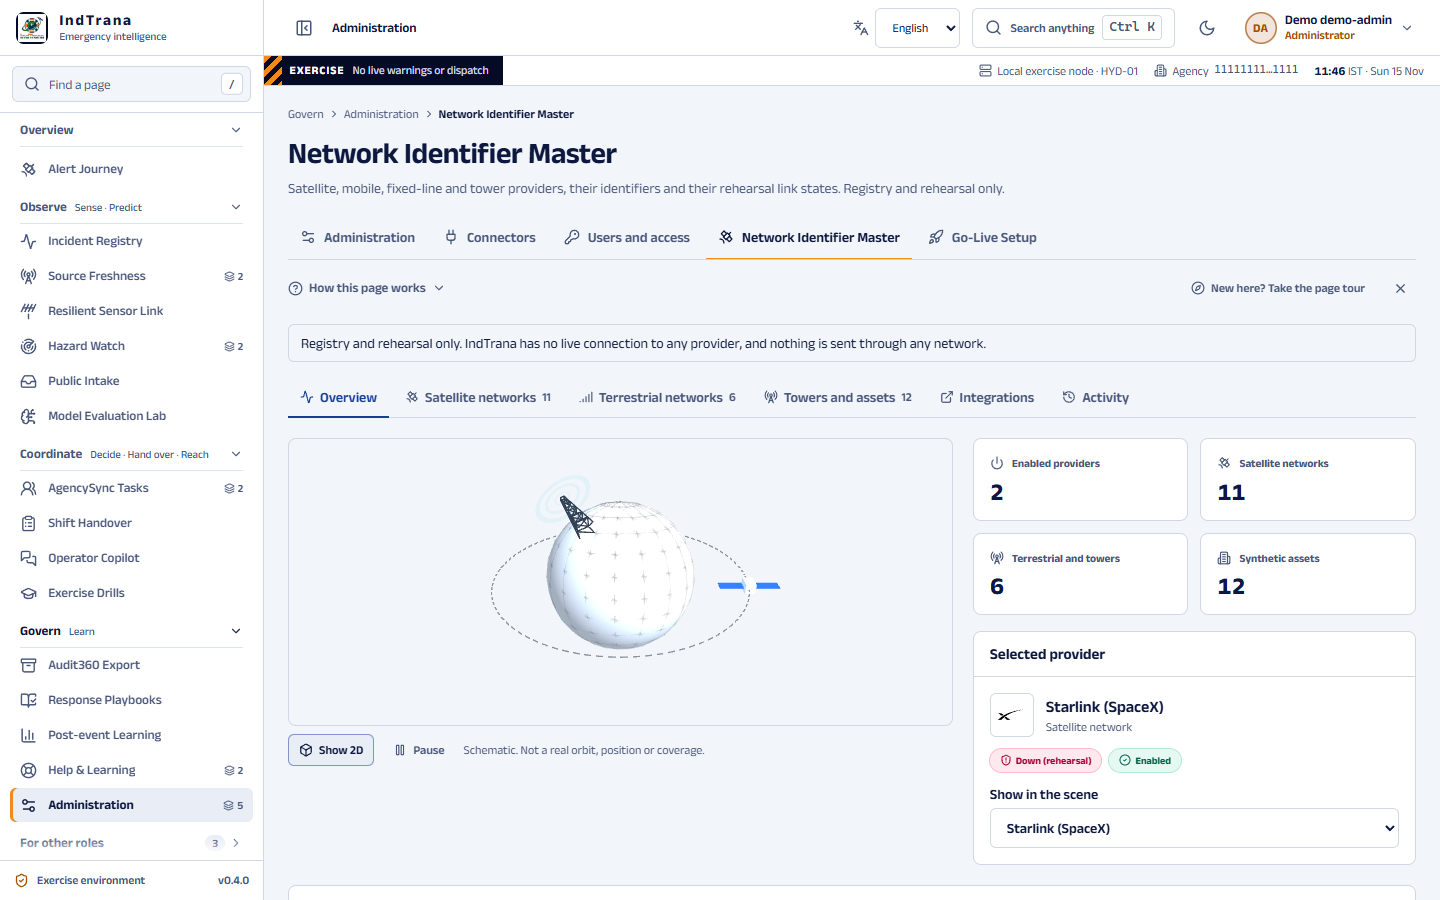 IndTrana
Emergency intelligence
Administration
English
Search anything Ctrl K
DA
Demo demo-admin
Administrator
Find a page /
EXERCISE No live warnings or dispatch
Local exercise node · HYD-01
Agency 11111111…1111
11:46 IST · Sun 15 Nov
Overview
Alert Journey
Observe Sense · Predict
Incident Registry
Source Freshness 2
Resilient Sensor Link
Hazard Watch 2
Public Intake
Model Evaluation Lab
Coordinate Decide · Hand over · Reach
AgencySync Tasks 2
Shift Handover
Operator Copilot
Exercise Drills
Govern Learn
Audit360 Export
Response Playbooks
Post-event Learning
Help & Learning 2
Administration 5
For other roles 3
Exercise environment v0.4.0
Govern > Administration > Network Identifier Master
Network Identifier Master
Satellite, mobile, fixed-line and tower providers, their identifiers and their rehearsal link states. Registry and rehearsal only.
Administration Connectors Users and access Network Identifier Master Go-Live Setup
How this page works
New here? Take the page tour
Registry and rehearsal only. IndTrana has no live connection to any provider, and nothing is sent through any network.
Overview Satellite networks 11 Terrestrial networks 6 Towers and assets 12 Integrations Activity
Enabled providers
2
Satellite networks
11
Terrestrial and towers
6
Synthetic assets
12
Show 2D Pause Schematic. Not a real orbit, position or coverage.
Selected provider
Starlink (SpaceX)
Satellite network
Down (rehearsal) Enabled
Show in the scene
Starlink (SpaceX)